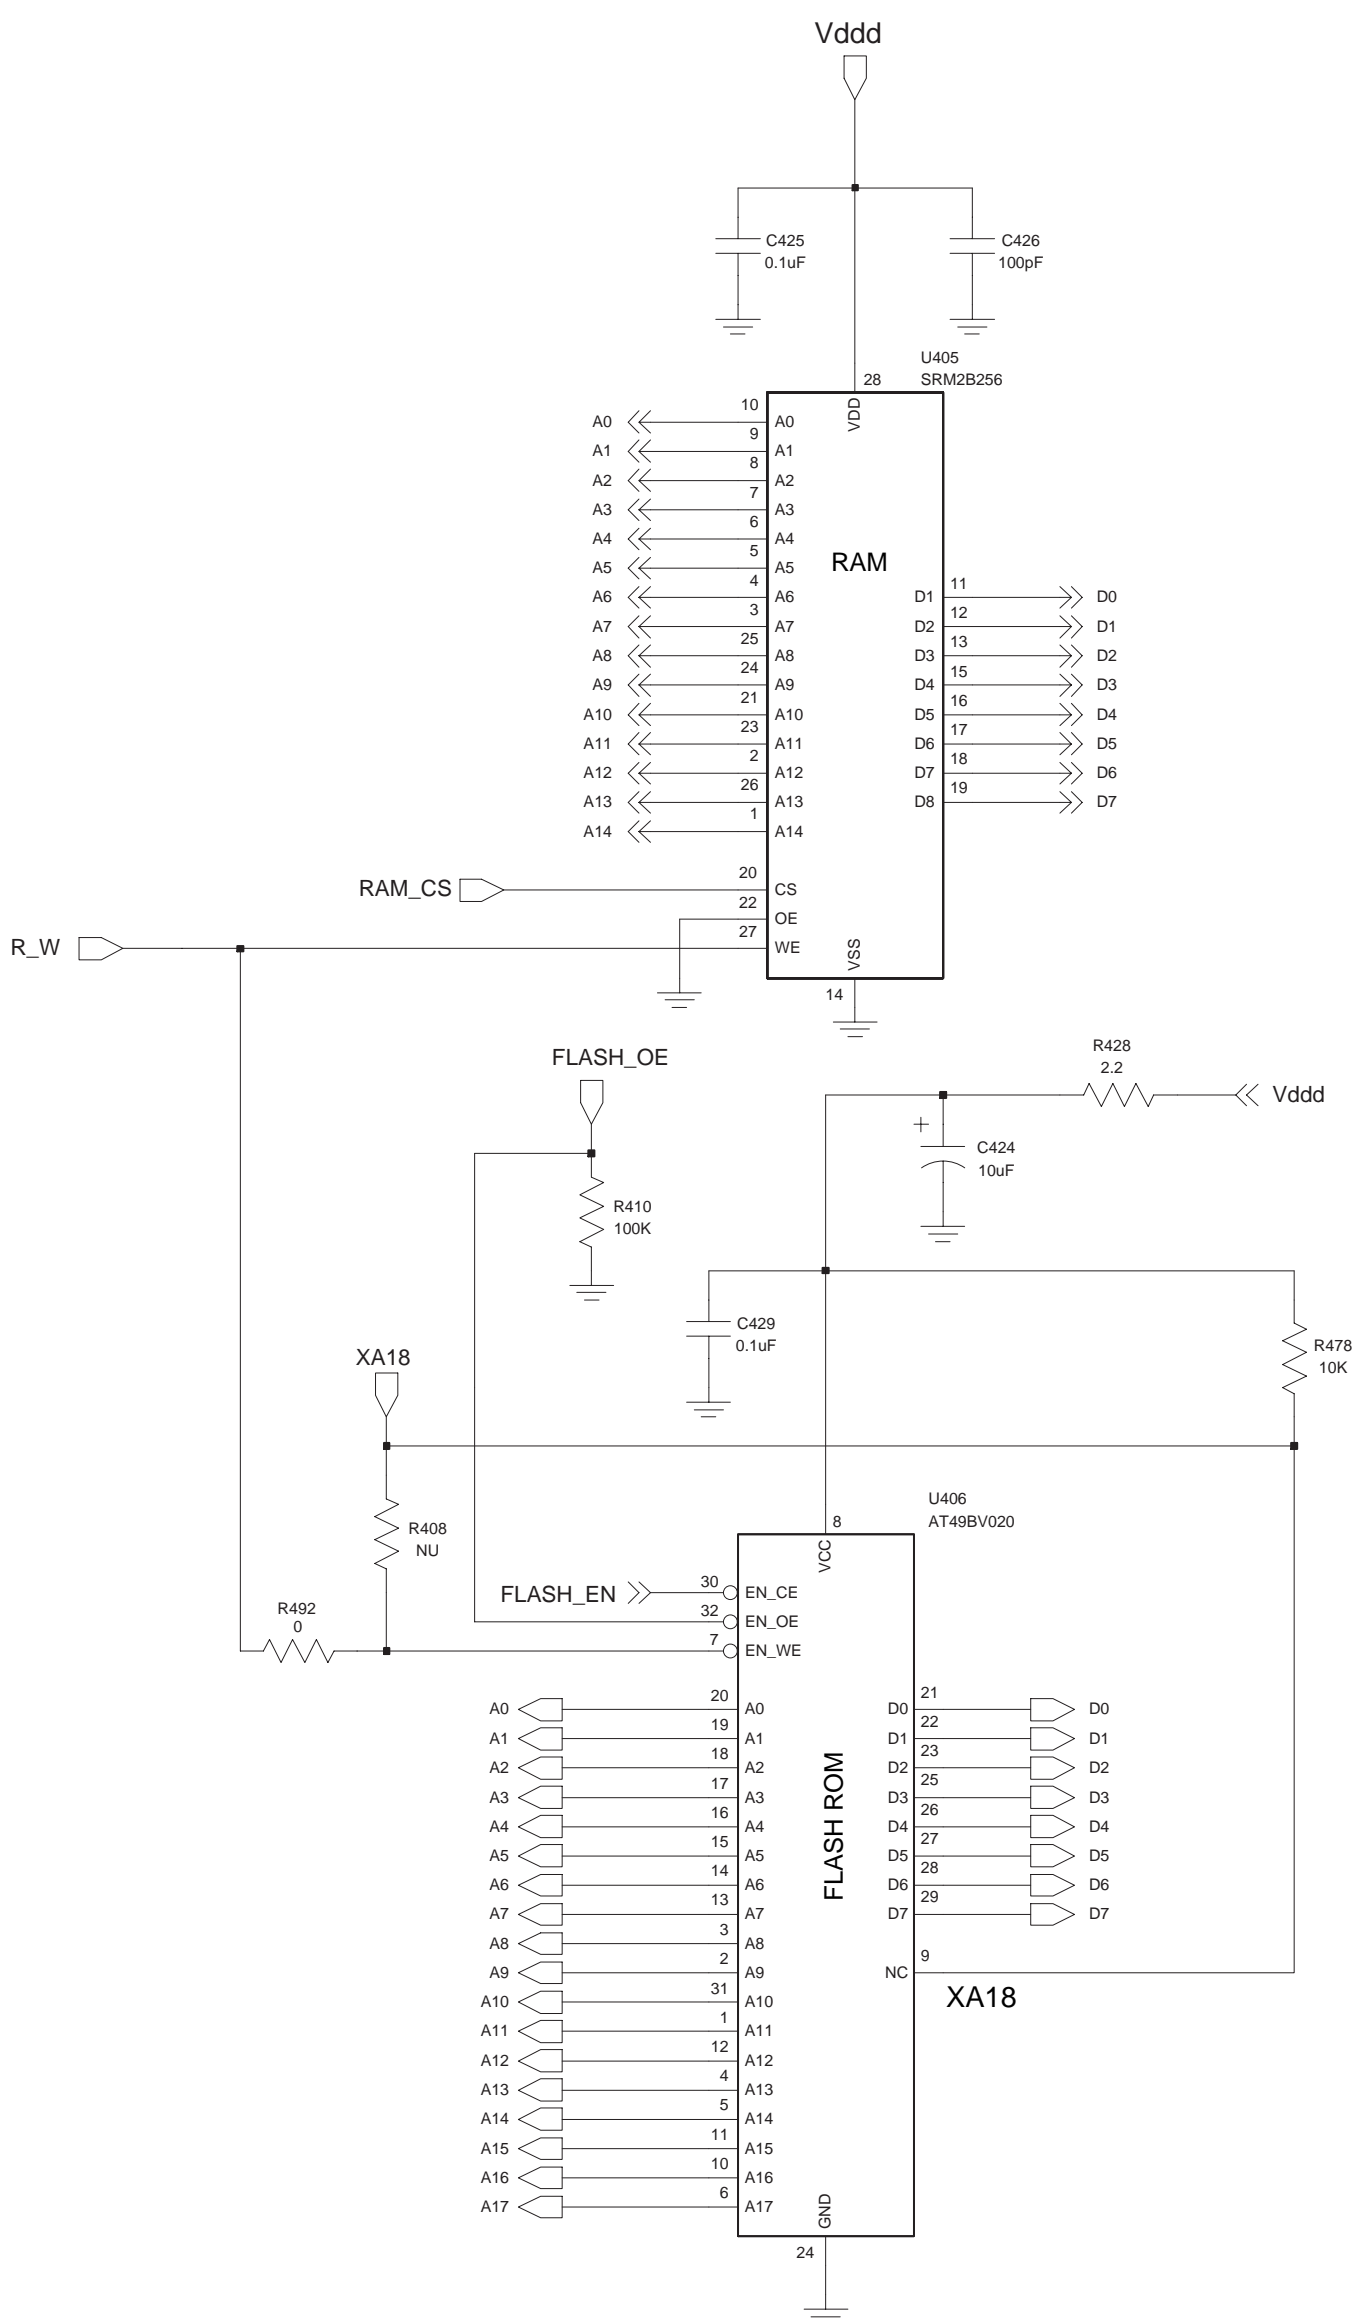 Vddd
C425
0.1uF
C426
100pF
U405
SRM2B256
28
VDD
RAM
A0 10 A0
A1 9 A1
A2 8 A2
A3 7 A3
A4 6 A4
A5 5 A5
A6 4 A6 D1 11 D0
A7 3 A7 D2 12 D1
A8 25 A8 D3 13 D2
A9 24 A9 D4 15 D3
A10 21 A10 D5 16 D4
A11 23 A11 D6 17 D5
A12 2 A12 D7 18 D6
A13 26 A13 D8 19 D7
A14 1 A14
RAM_CS 20 CS
22 OE
R_W 27 WE
VSS
14
FLASH_OE
R428
2.2
Vddd
+
C424
10uF
R410
100K
C429
0.1uF
R478
10K
XA18
U406
AT49BV020
8
VCC
R408
NU
FLASH_EN 30 EN_CE
32 EN_OE
R492
0
7 EN_WE
FLASH ROM
A0 20 A0 D0 21 D0
A1 19 A1 D1 22 D1
A2 18 A2 D2 23 D2
A3 17 A3 D3 25 D3
A4 16 A4 D4 26 D4
A5 15 A5 D5 27 D5
A6 14 A6 D6 28 D6
A7 13 A7 D7 29 D7
A8 3 A8
A9 2 A9 NC 9
A10 31 A10 XA18
A11 1 A11
A12 12 A12
A13 4 A13
A14 5 A14
A15 11 A15
A16 10 A16
A17 6 A17
GND
24